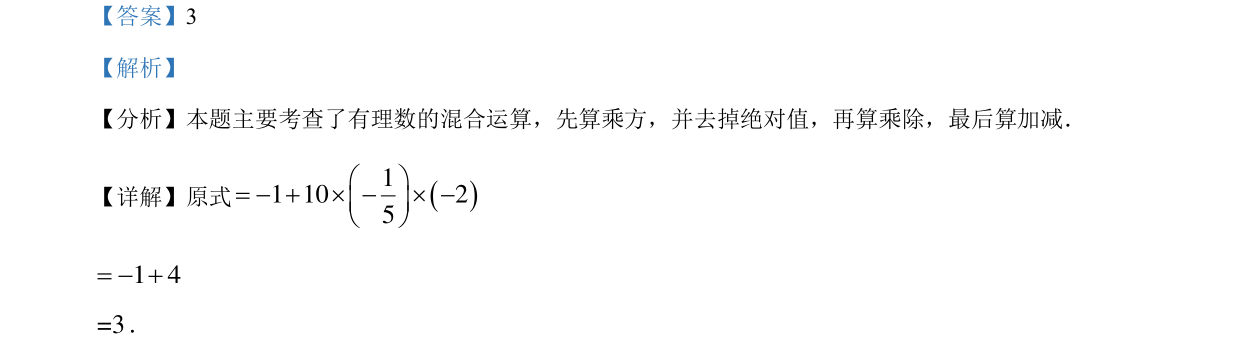 【答案】3
【解析】
【分析】本题主要考查了有理数的混合运算，先算乘方，并去掉绝对值，再算乘除，最后算加减．
【详解】原式＝−1+10×(−1/5)×(−2)
＝−1+4
=3．